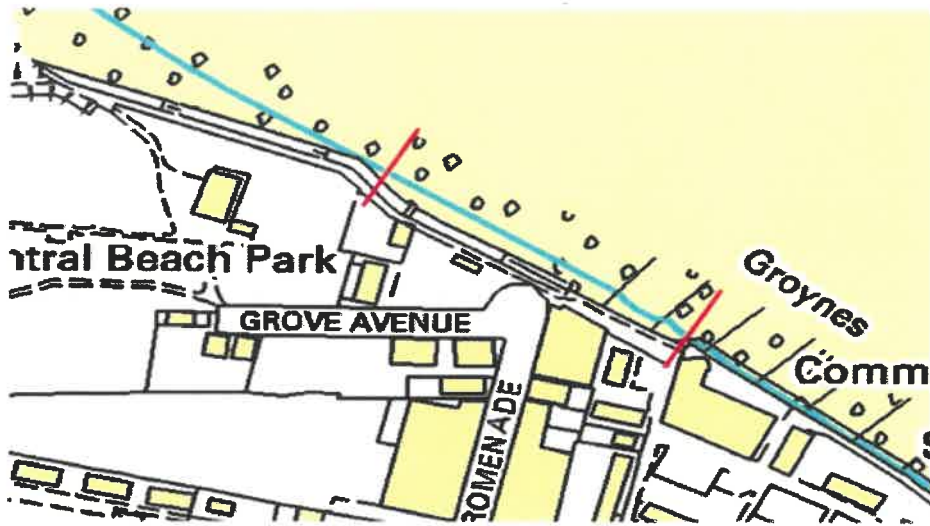 Groynes
ntral Beach Park
GROVE AVENUE
Comm
ROMENADE